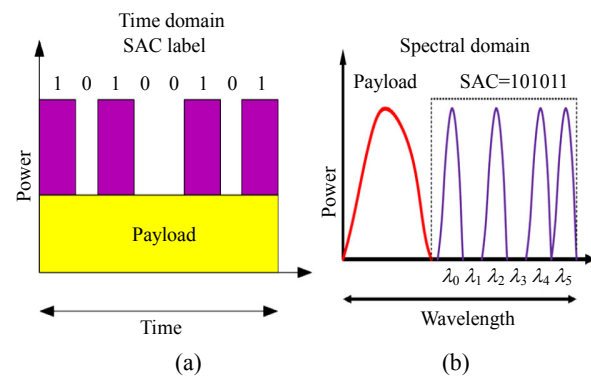 Time domain
SAC label
1 0 1 0 0 1 0 1
Power
Payload
Time
(a)
Spectral domain
Payload
SAC=101011
Power
λ0 λ1 λ2 λ3 λ4 λ5
Wavelength
(b)